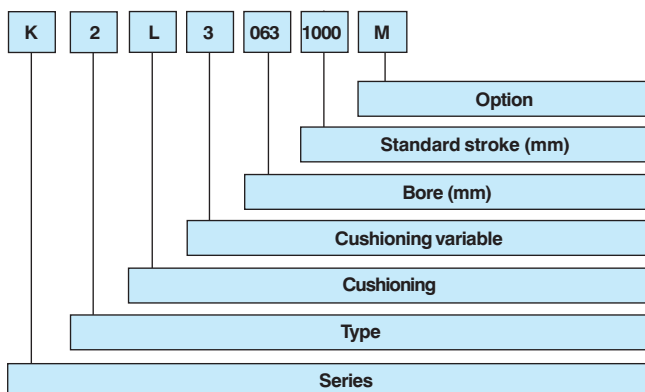 K 2 L 3 063 1000 M
Option
Standard stroke (mm)
Bore (mm)
Cushioning variable
Cushioning
Type
Series